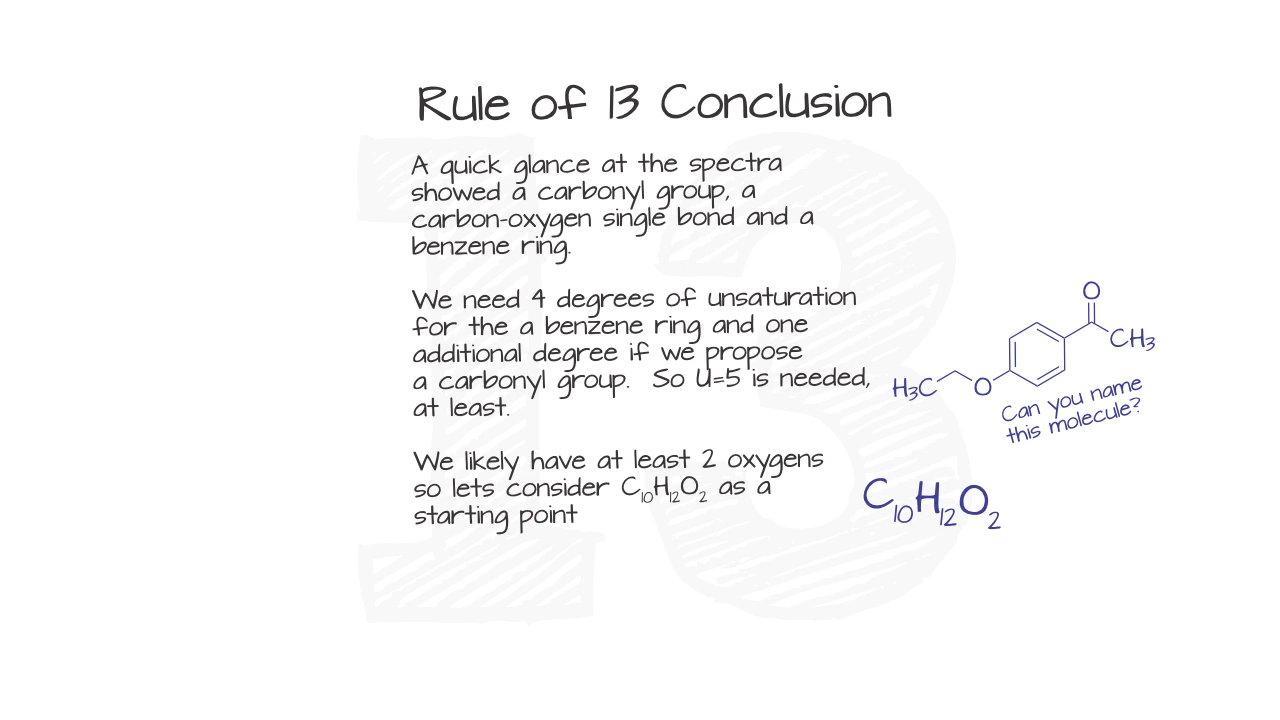 Rule of 13 Conclusion
A quick glance at the spectra
showed a carbonyl group, a
carbon-oxygen single bond and a
benzene ring.
We need 4 degrees of unsaturation
for the a benzene ring and one
additional degree if we propose
a carbonyl group. So U=5 is needed,
at least.
We likely have at least 2 oxygens
so lets consider C₁₀H₁₂O₂ as a
starting point
O
CH₃
H₃C
O
Can you name
this molecule?
C₁₀H₁₂O₂
13